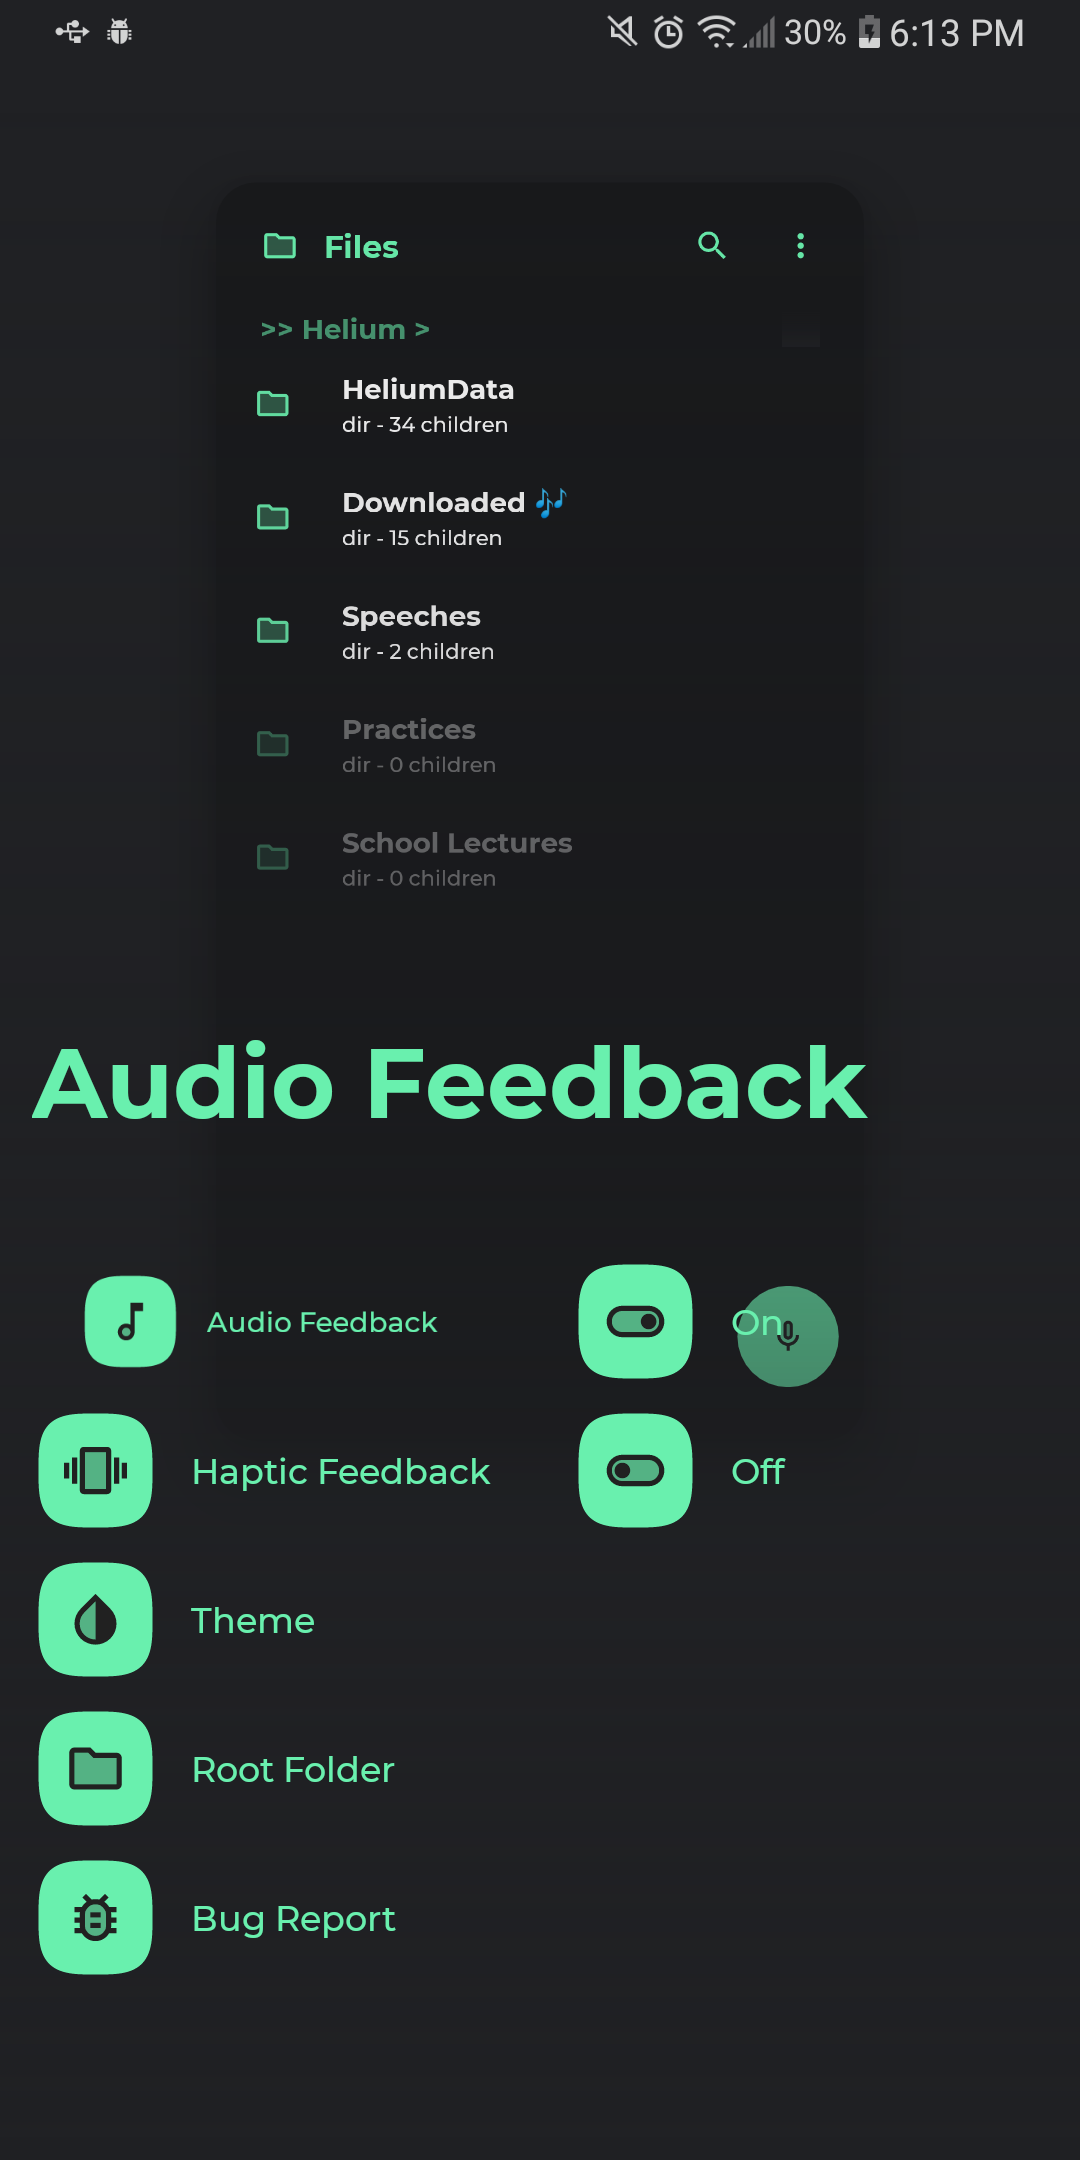 30% 6:13 PM
Files
>> Helium >
HeliumData
dir - 34 children
Downloaded 🎶
dir - 15 children
Speeches
dir - 2 children
Practices
dir - 0 children
School Lectures
dir - 0 children
Audio Feedback
Audio Feedback
On
Haptic Feedback
Off
Theme
Root Folder
Bug Report